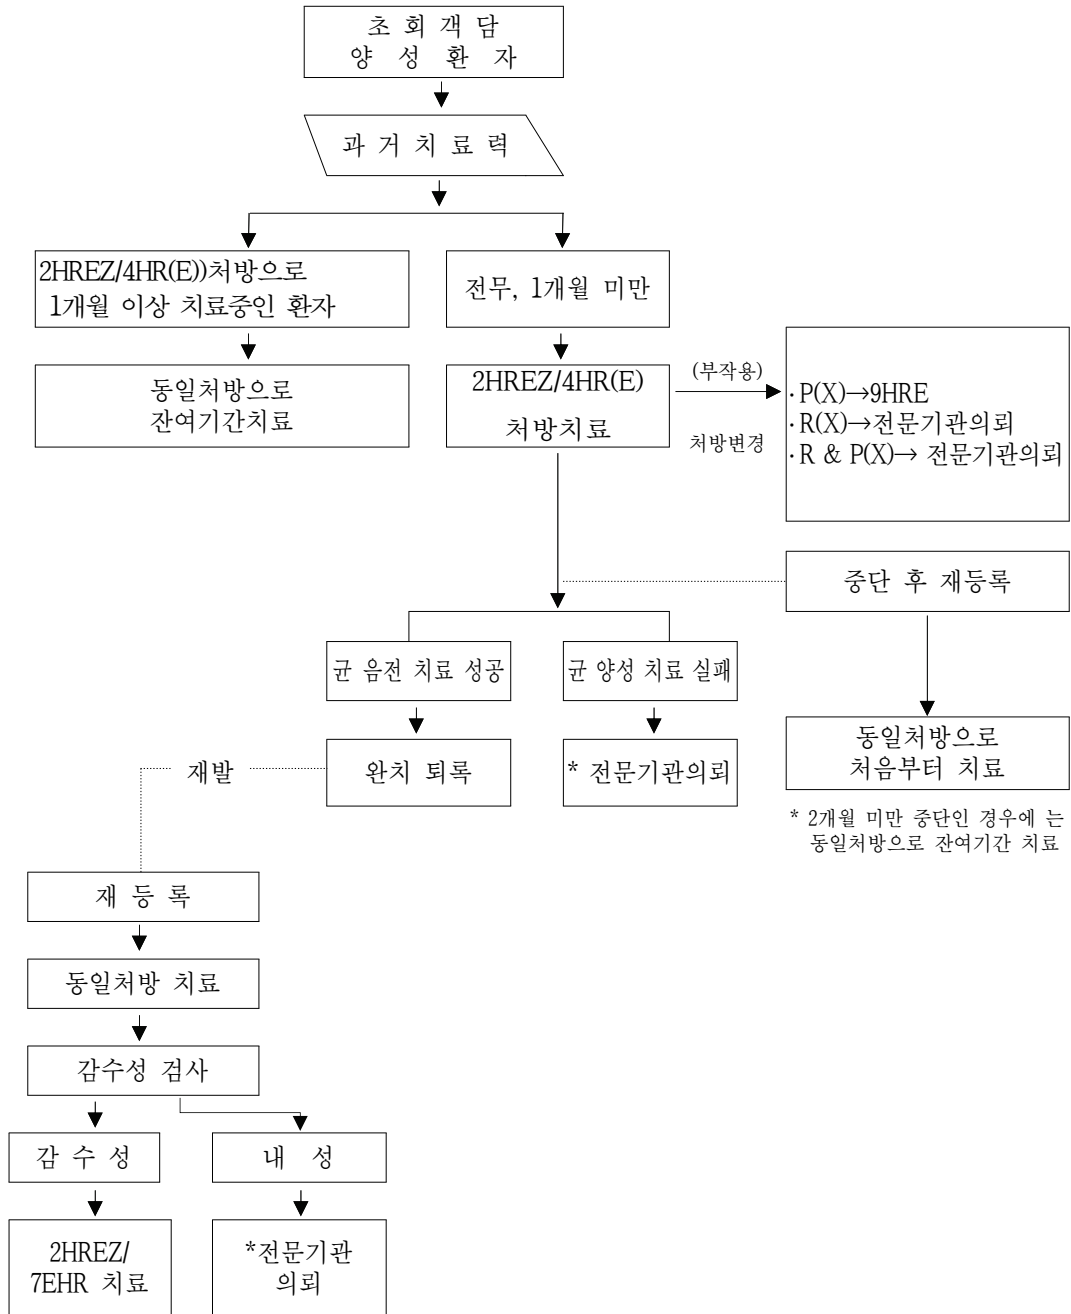 초 회 객 담
양 성 환 자
과 거 치 료 력
2HREZ/4HR(E))처방으로
1개월 이상 치료중인 환자
전무, 1개월 미만
동일처방으로
잔여기간치료
2HREZ/4HR(E)
처방치료
(부작용)
처방변경
·P(X)→9HRE
·R(X)→전문기관의뢰
·R & P(X)→ 전문기관의뢰
중단 후 재등록
균 음전 치료 성공
균 양성 치료 실패
동일처방으로
처음부터 치료
재발
완치 퇴록
* 전문기관의뢰
* 2개월 미만 중단인 경우에 는
동일처방으로 잔여기간 치료
재 등 록
동일처방 치료
감수성 검사
감 수 성
내 성
2HREZ/
7EHR 치료
*전문기관
의뢰